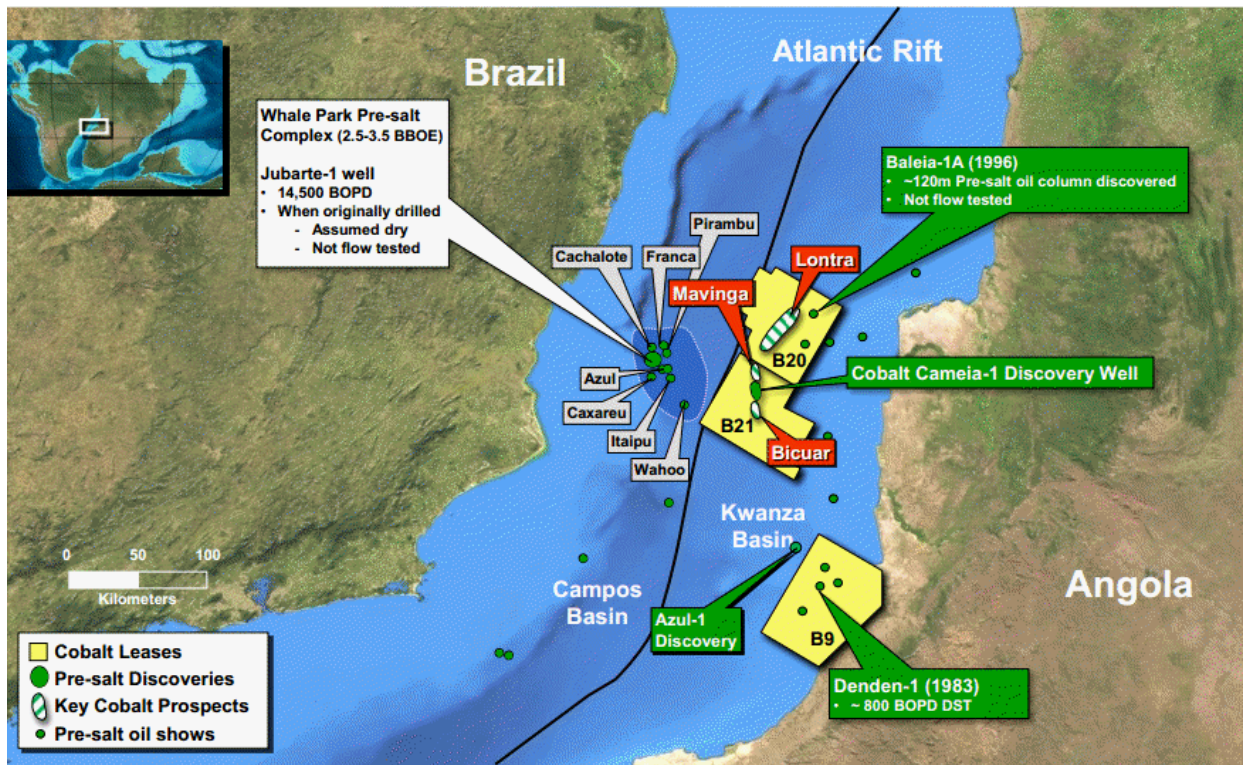 Brazil
Atlantic Rift
Whale Park Pre-salt
Complex (2.5-3.5 BBOE)
Jubarte-1 well
• 14,500 BOPD
• When originally drilled
- Assumed dry
- Not flow tested
Baleia-1A (1996)
• ~120m Pre-salt oil column discovered
• Not flow tested
Pirambu
Cachalote
Franca
Lontra
Mavinga
B20
Azul
Cobalt Cameia-1 Discovery Well
Caxareu
B21
Itaipu
Bicuar
Wahoo
Kwanza
Basin
0 50 100
Kilometers
Campos
Basin
Angola
Azul-1
Discovery
B9
Cobalt Leases
Pre-salt Discoveries
Key Cobalt Prospects
Pre-salt oil shows
Denden-1 (1983)
• ~ 800 BOPD DST